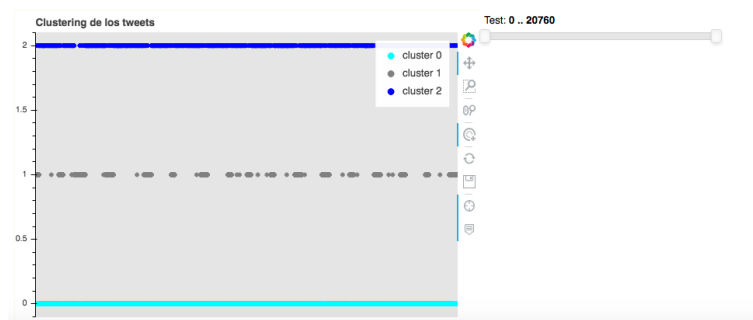 Clustering de los tweets
Test: 0 .. 20760
2
cluster 0
cluster 1
cluster 2
1.5
1
0.5
0